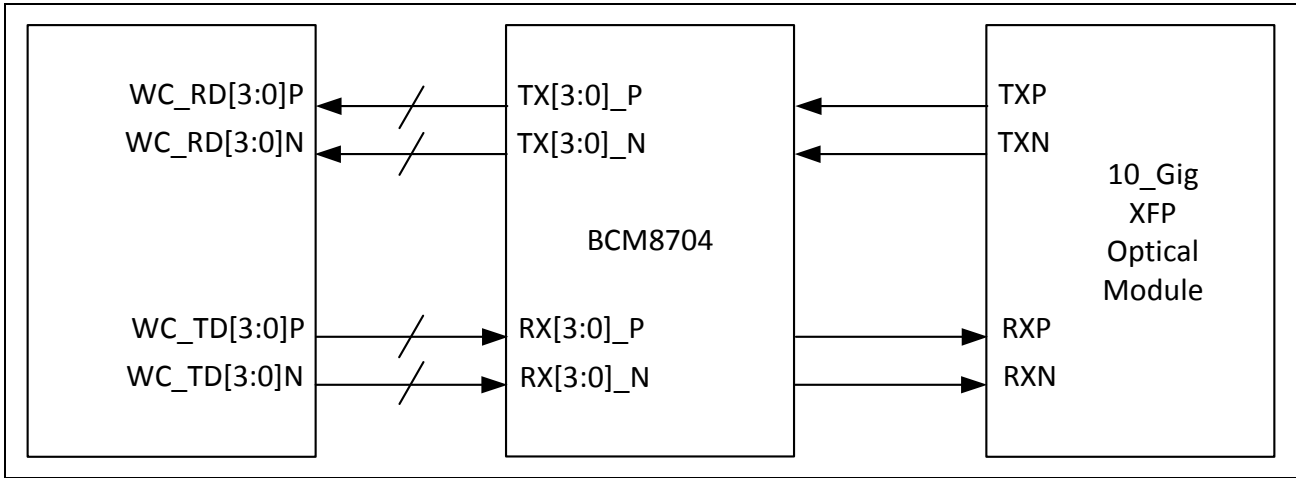 WC_RD[3:0]P
WC_RD[3:0]N
WC_TD[3:0]P
WC_TD[3:0]N
TX[3:0]_P
TX[3:0]_N
BCM8704
RX[3:0]_P
RX[3:0]_N
TXP
TXN
10_Gig
XFP
Optical
Module
RXP
RXN